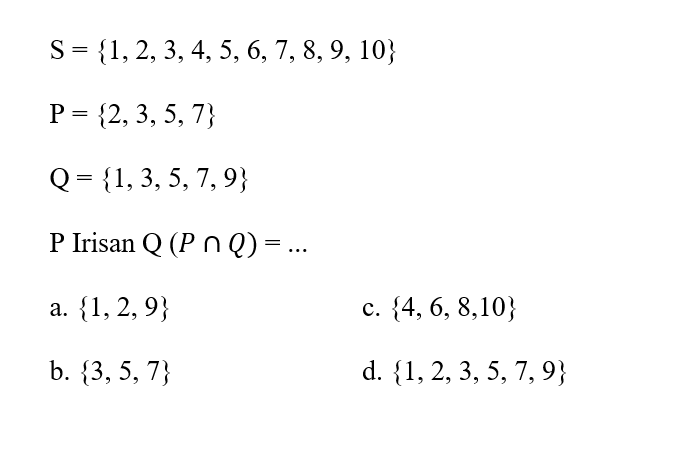 S = {1, 2, 3, 4, 5, 6, 7, 8, 9, 10}
P = {2, 3, 5, 7}
Q = {1, 3, 5, 7, 9}
P Irisan Q (P ∩ Q) = ...
a. {1, 2, 9} c. {4, 6, 8,10}
b. {3, 5, 7} d. {1, 2, 3, 5, 7, 9}